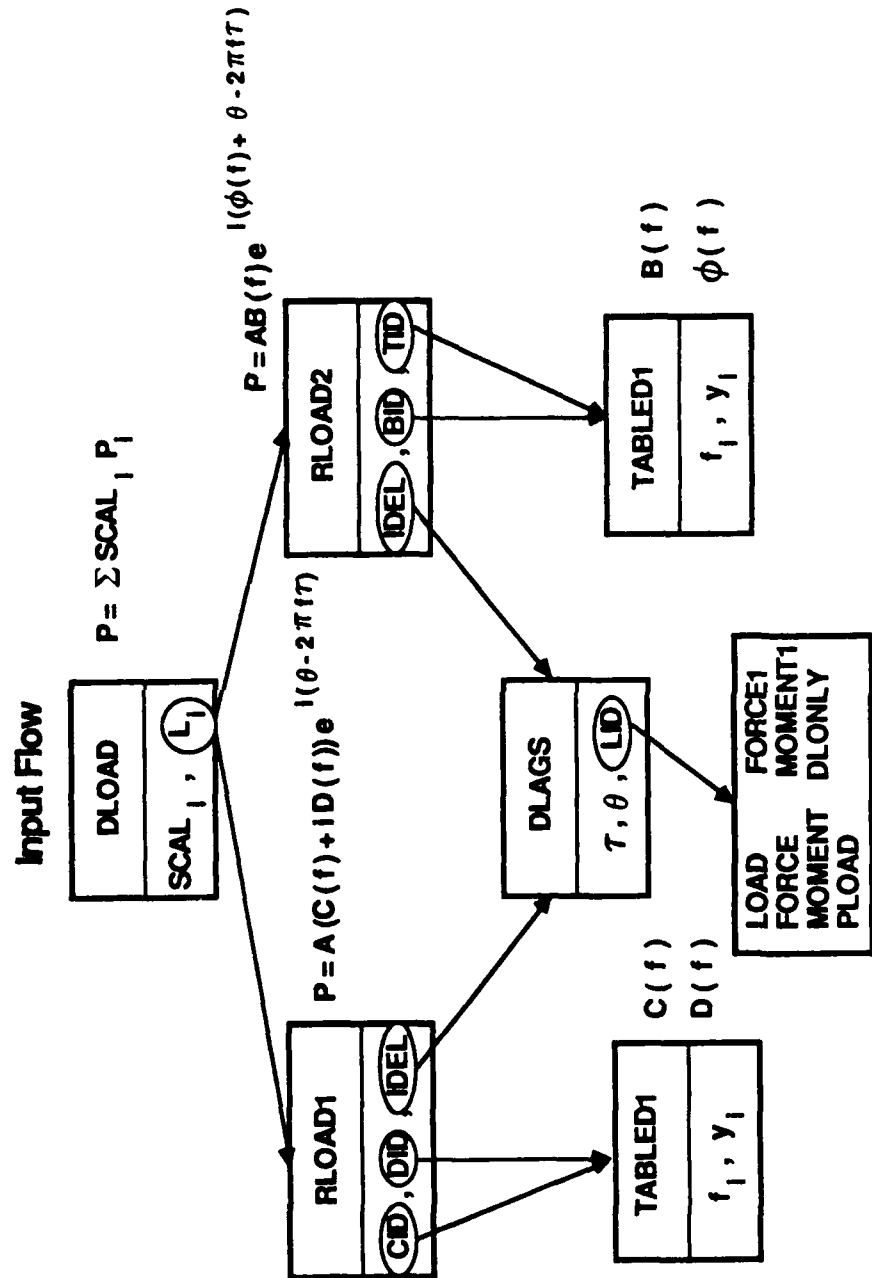 Input Flow
DLOAD
SCAL_i , L_i
P = Σ SCAL_i P_i
RLOAD1
CID , DID , IDEL
P = A (C(f) + iD(f)) e^i(θ - 2πfτ)
RLOAD2
IDEL , BID , TID
P = AB(f) e^i(ϕ(f) + θ - 2πfτ)
DLAGS
τ , θ , LID
TABLED1
f_i , y_i
C(f)
D(f)
TABLED1
f_i , y_i
B(f)
ϕ(f)
LOAD FORCE1
FORCE MOMENT1
MOMENT DLONLY
PLOAD